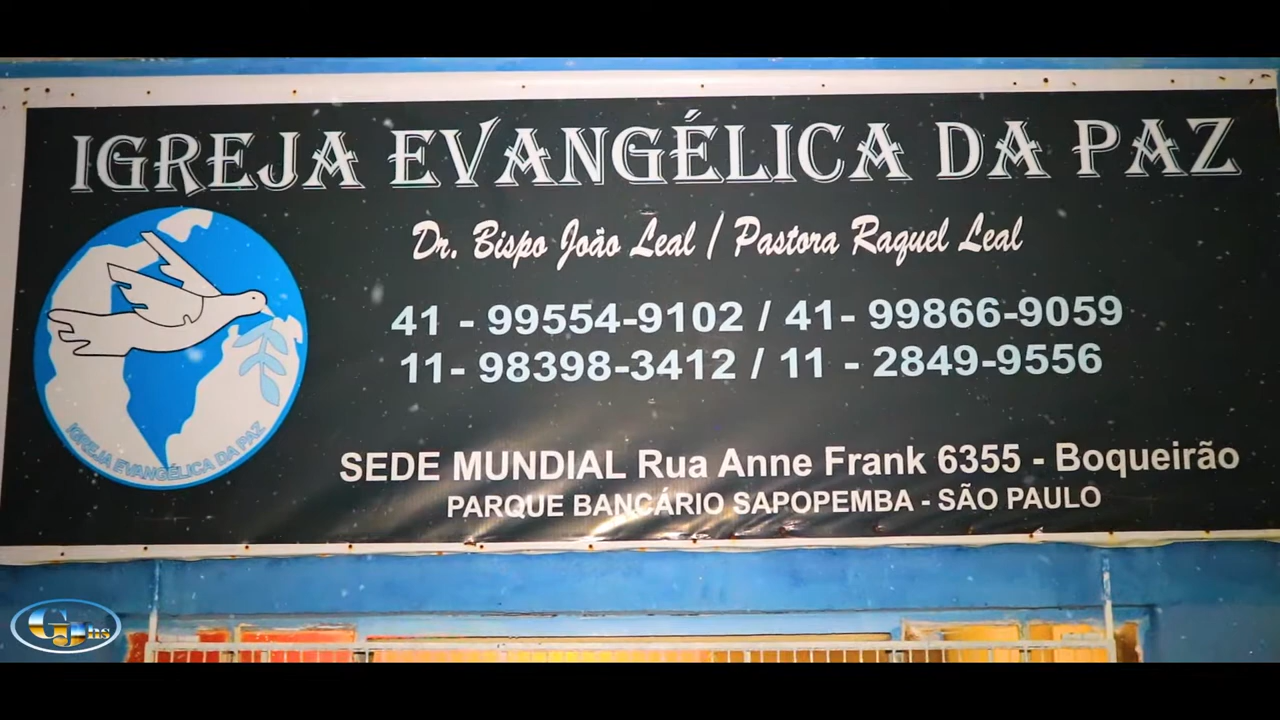 IGREJA EVANGÉLICA DA PAZ
Dr. Bispo João Leal / Pastora Raquel Leal
41 - 99554-9102 / 41- 99866-9059
11- 98398-3412 / 11 - 2849-9556
IGREJA EVANGÉLICA DA PAZ
SEDE MUNDIAL Rua Anne Frank 6355 - Boqueirão
PARQUE BANCÁRIO SAPOPEMBA - SÃO PAULO